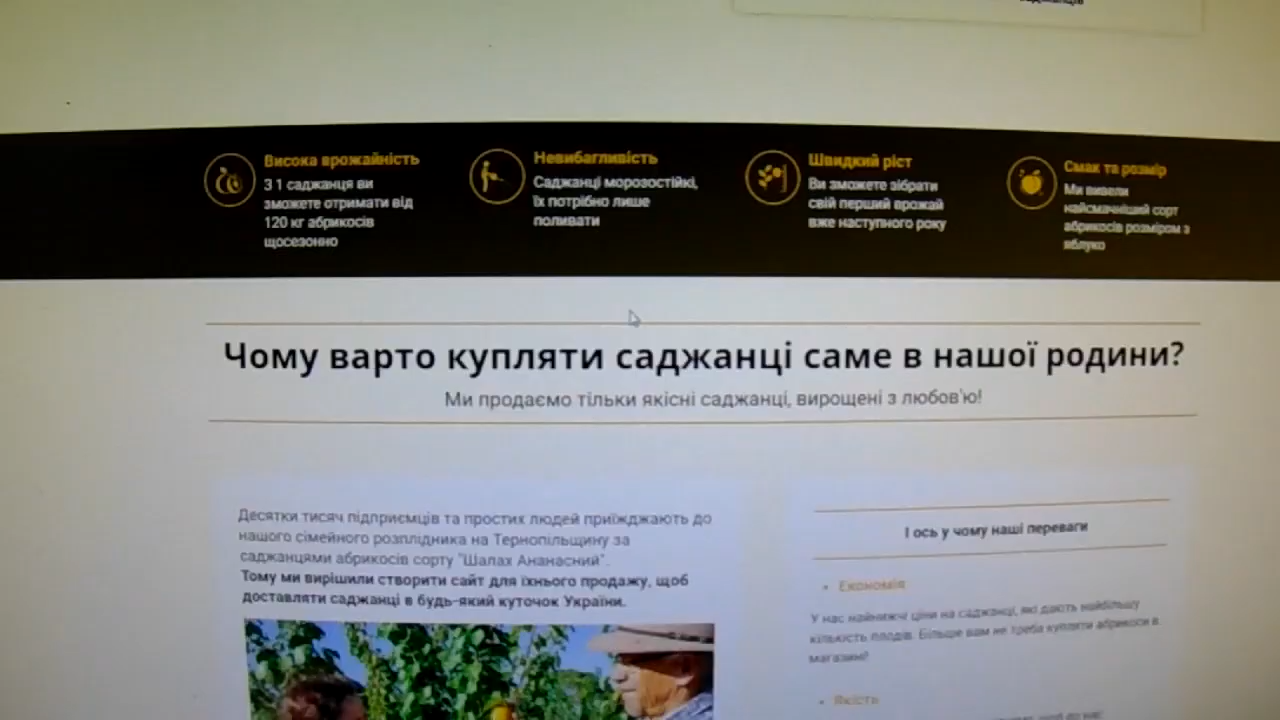 Висока врожайність
З 1 саджанця ви
зможете отримати від
120 кг абрикосів
щосезонно
Невибагливість
Саджанці морозостійкі,
їх потрібно лише
поливати
Швидкий ріст
Ви зможете зібрати
свій перший врожай
вже наступного року
Смак та розмір
Ми вивели
найсмачніший сорт
абрикосів розміром з
яблуко
Чому варто купляти саджанці саме в нашої родини?
Ми продаємо тільки якісні саджанці, вирощені з любов'ю!
Десятки тисяч підприємців та простих людей приїжджають до
нашого сімейного розплідника на Тернопільщину за
саджанцями абрикосів сорту "Шалах Ананасний".
Тому ми вирішили створити сайт для їхнього продажу, щоб
доставляти саджанці в будь-який куточок України.
І ось у чому наші переваги
Економія
У нас найнижчі ціни на саджанці, які дають найбільшу
кількість плодів. Більше вам не треба купляти абрикоси в
магазині?
Якість